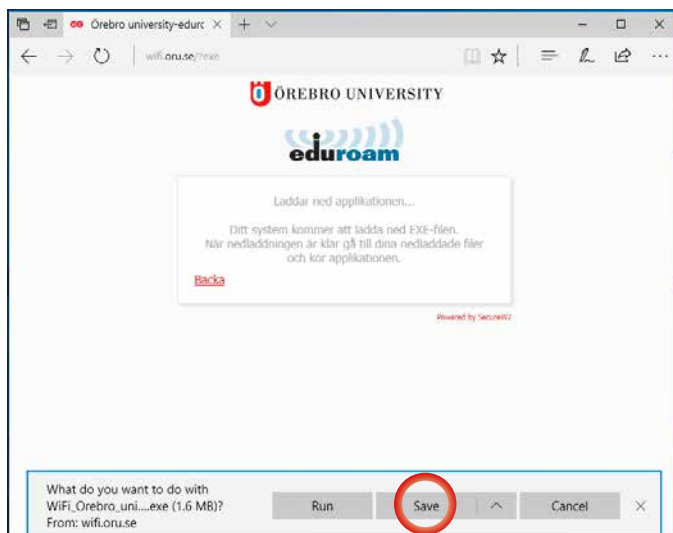 Örebro university-edurc
wifi.oru.se/?exe
ÖREBRO UNIVERSITY
eduroam
Laddar ned applikationen...
Ditt system kommer att ladda ned EXE-filen.
När nedladdningen är klar gå till dina nedladdade filer
och kör applikationen.
Backa
Powered by SecureW2
What do you want to do with
WiFi_Orebro_uni....exe (1.6 MB)?
From: wifi.oru.se
Run
Save
Cancel